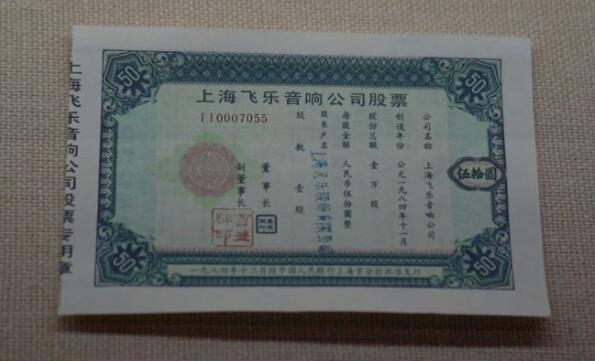 上海飞乐音响公司股票
II0007055
公司名称 上海飞乐音响公司
创设年份 公元一九八四年十一月
股份总额 壹万股
每股金额 人民币伍拾圆整
股东户名
股数 壹股
董事长
副董事长
伍拾圆
50
50
50
50
一九八四年十二月经中国人民银行上海市分行批准发行
上海飞乐音响公司股票专用章